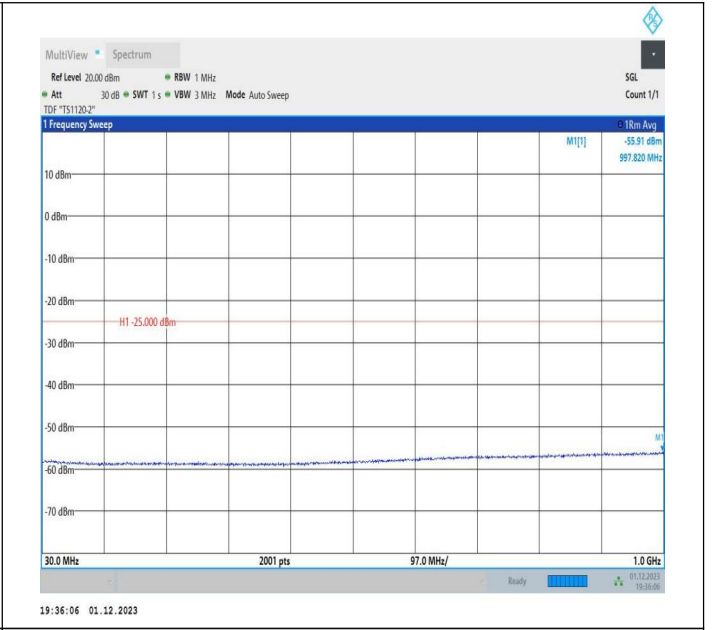 MultiView Spectrum
Ref Level 20.00 dBm RBW 1 MHz SGL
Att 30 dB SWT 1 s VBW 3 MHz Mode Auto Sweep Count 1/1
TDF "TS1120-2"
1 Frequency Sweep 1Rm Avg
M1[1] -55.91 dBm
997.820 MHz
10 dBm
0 dBm
-10 dBm
-20 dBm
H1 -25.000 dBm
-30 dBm
-40 dBm
-50 dBm
M1
-60 dBm
-70 dBm
30.0 MHz 2001 pts 97.0 MHz/ 1.0 GHz
Ready 01.12.2023
19:36:06
19:36:06 01.12.2023